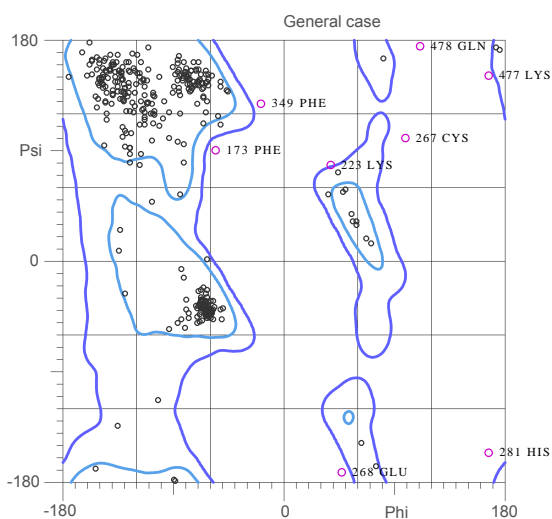 General case
180
478 GLN
477 LYS
349 PHE
267 CYS
Psi
173 PHE
223 LYS
0
281 HIS
268 GLU
-180
-180
0
Phi
180